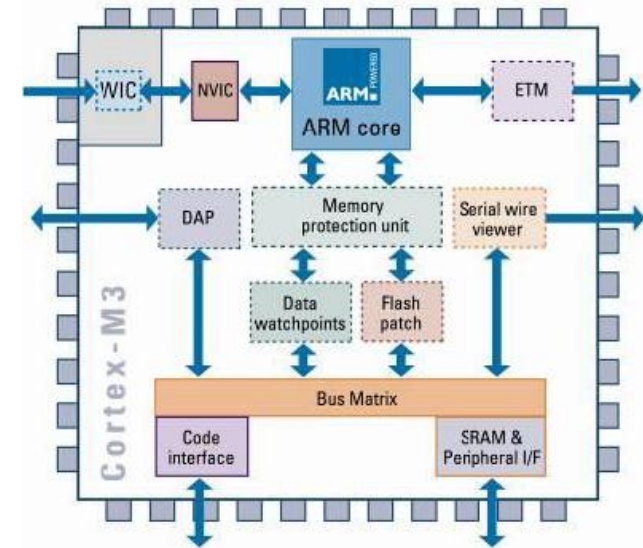 WIC
NVIC
ARM
POWERED
ARM core
ETM
DAP
Memory
protection unit
Serial wire
viewer
Data
watchpoints
Flash
patch
Cortex-M3
Bus Matrix
Code
interface
SRAM &
Peripheral I/F